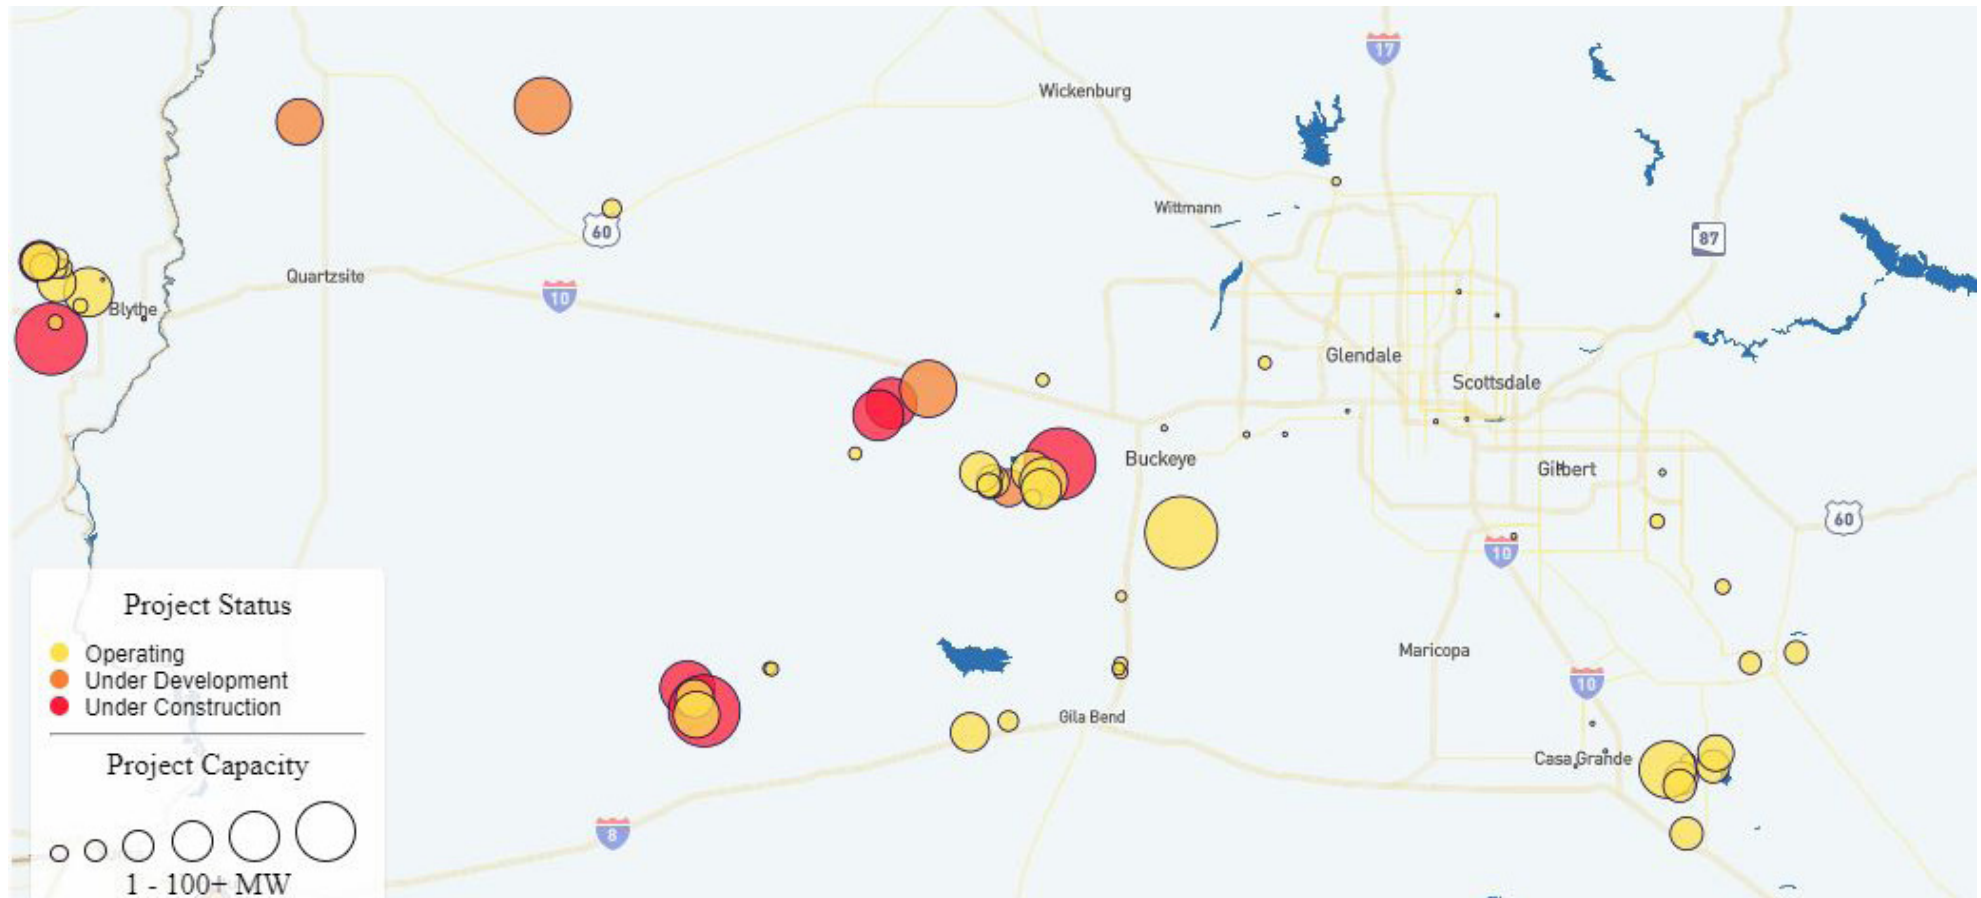 17
Wickenburg
Wittmann
60
87
Quartzsite
10
Blythe
Glendale
Scottsdale
Buckeye
Gilbert
60
10
Project Status
Operating
Under Development
Under Construction
Maricopa
10
Gila Bend
Casa Grande
Project Capacity
8
1 - 100+ MW